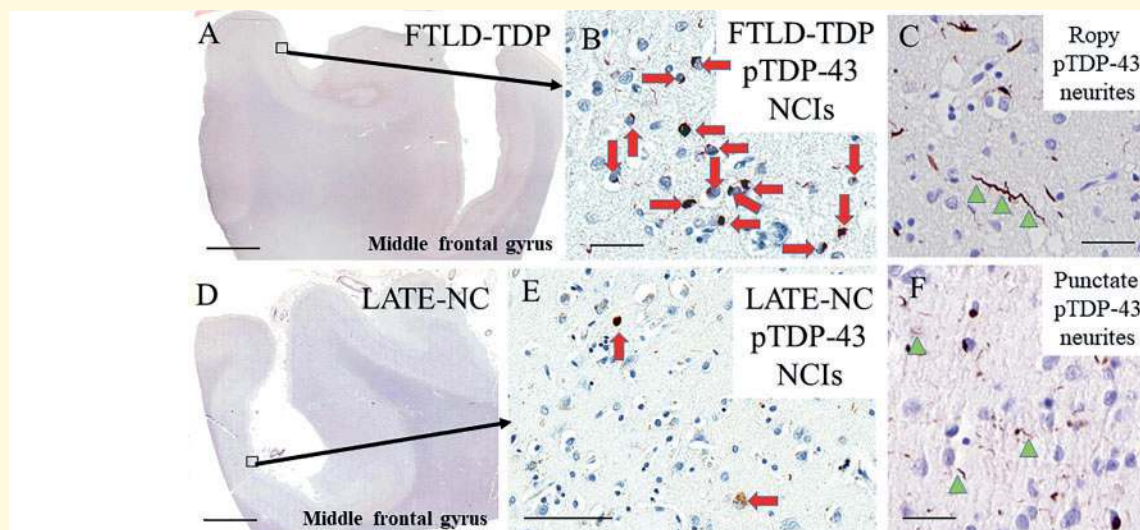 A
FTLD-TDP
Middle frontal gyrus
B
FTLD-TDP
pTDP-43
NCIs
C
Ropy
pTDP-43
neurites
D
LATE-NC
Middle frontal gyrus
E
LATE-NC
pTDP-43
NCIs
F
Punctate
pTDP-43
neurites